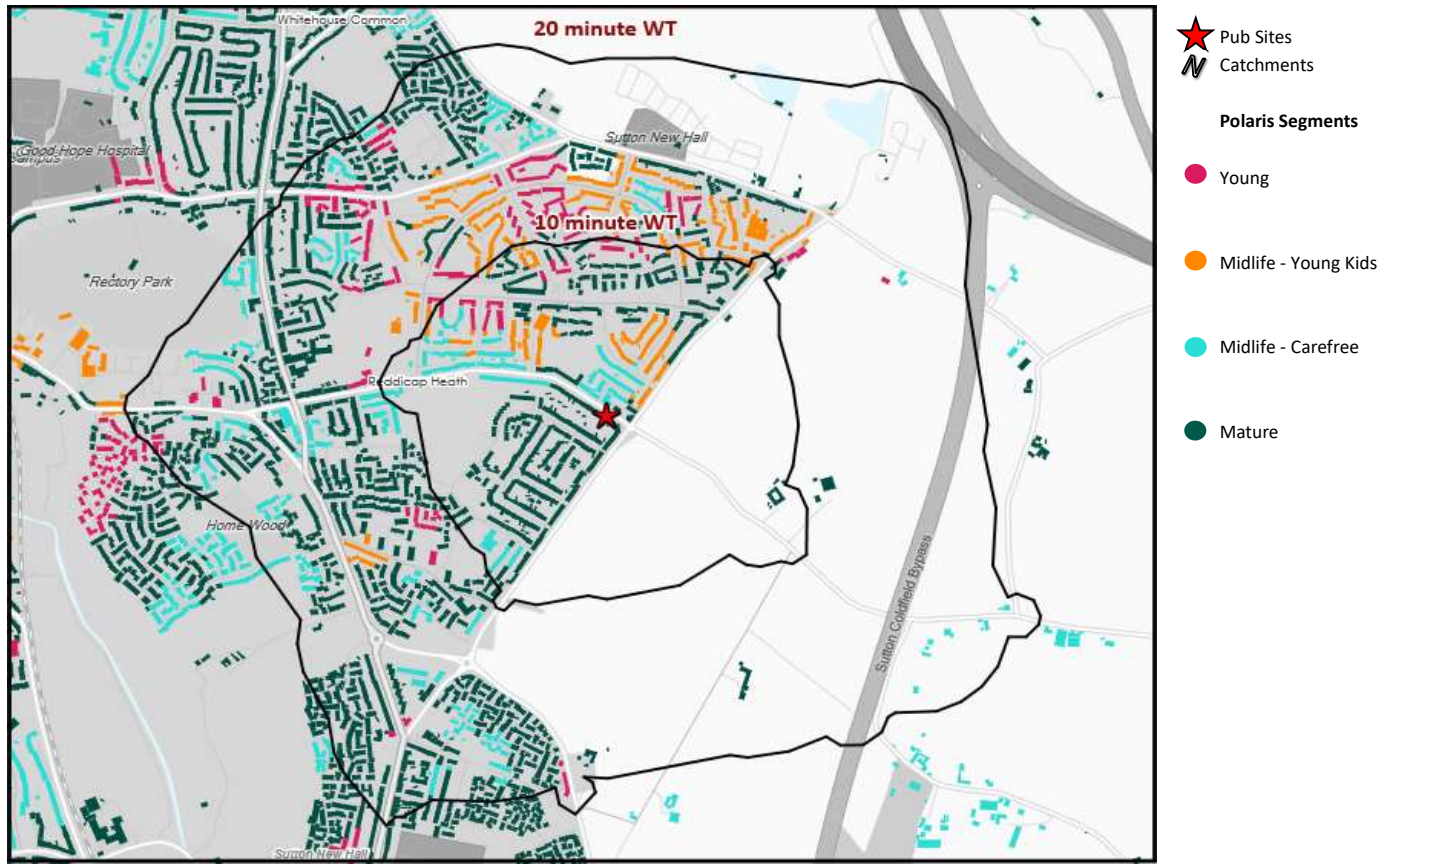 Whitehouse Common
20 minute WT
Pub Sites
Catchments
Polaris Segments
Sutton New Hall
Good Hope Hospital
Campus
Young
10 minute WT
Midlife - Young Kids
Rectory Park
Midlife - Carefree
Reddicap Heath
Mature
Home Wood
Sutton Coldfield Bypass
Sutton New Hall